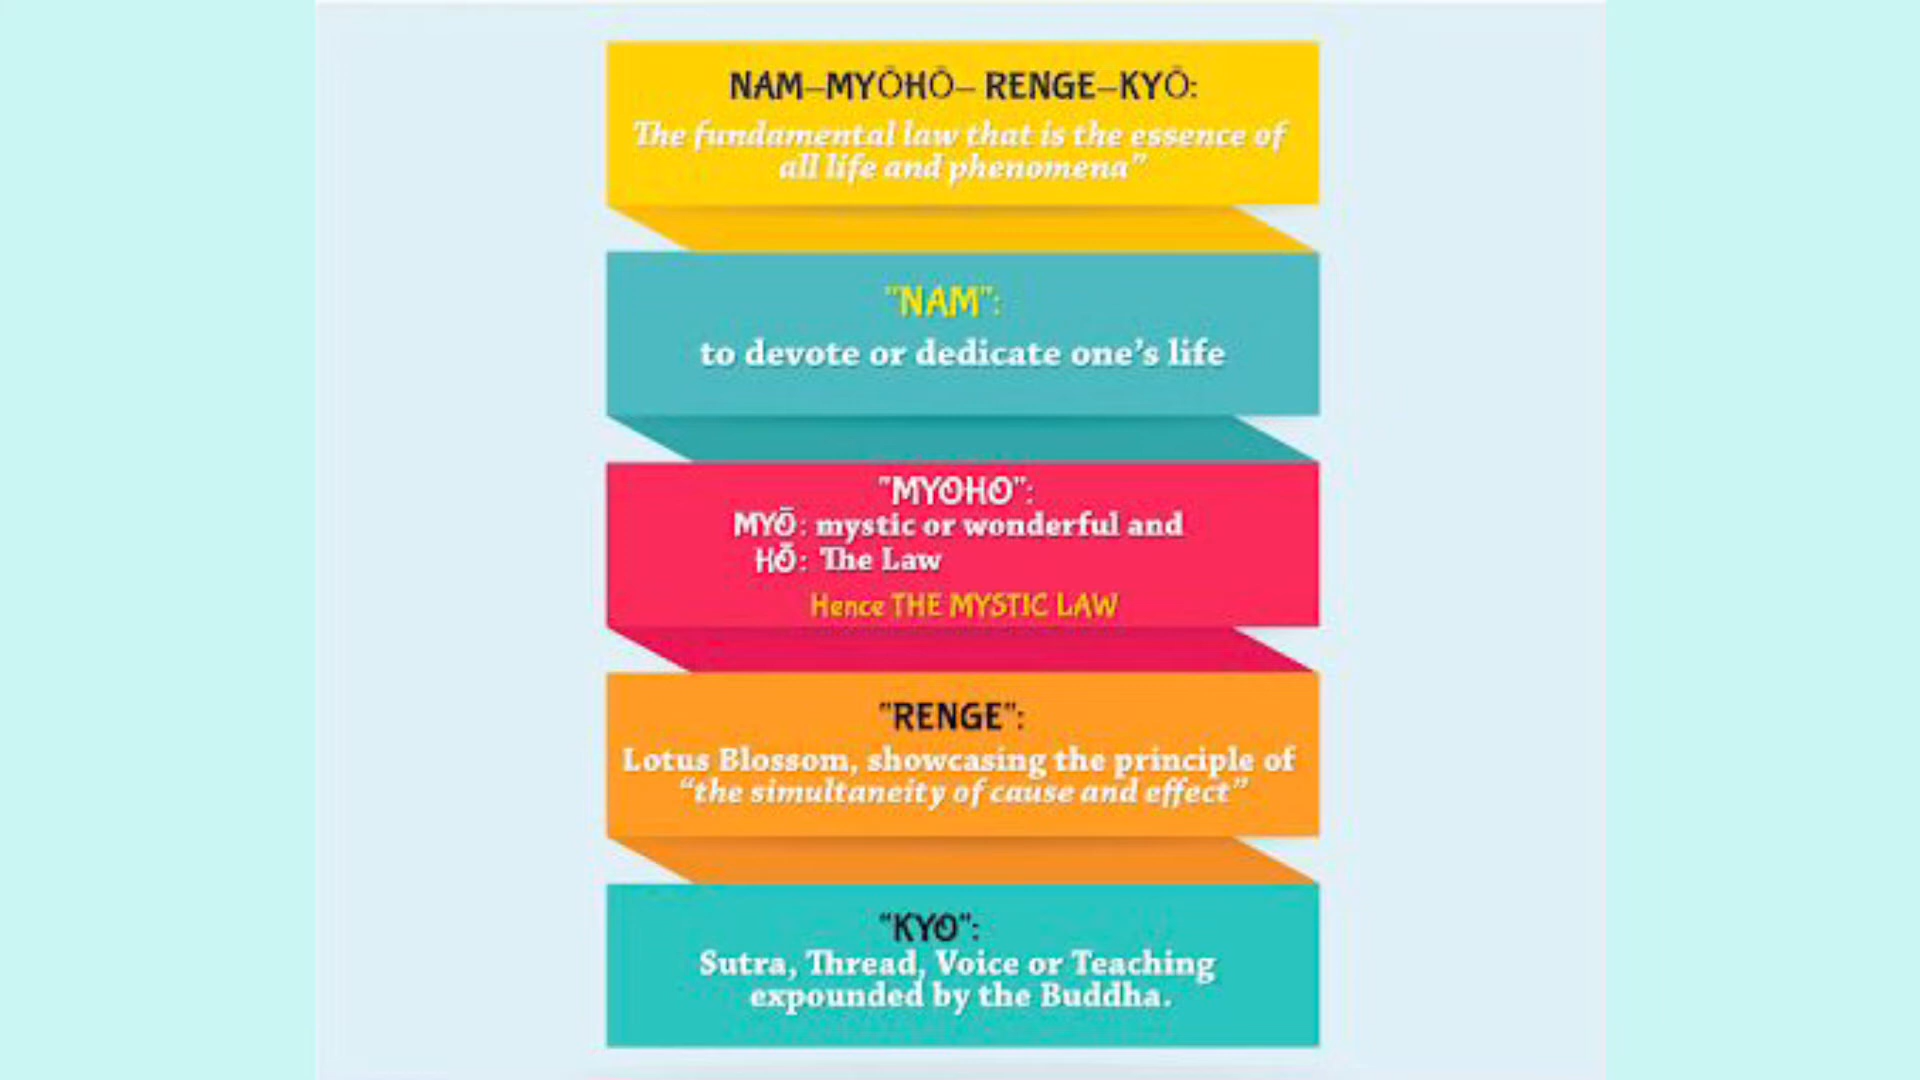 NAM–MYŌHŌ– RENGE–KYŌ:
The fundamental law that is the essence of
all life and phenomena”
"NAM":
to devote or dedicate one’s life
"MYOHO":
MYŌ: mystic or wonderful and
HŌ: The Law
Hence THE MYSTIC LAW
"RENGE":
Lotus Blossom, showcasing the principle of
“the simultaneity of cause and effect”
"KYO":
Sutra, Thread, Voice or Teaching
expounded by the Buddha.